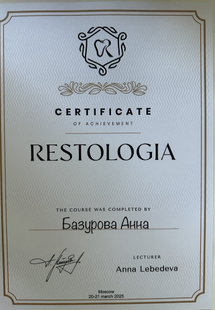 CERTIFICATE
OF ACHIEVEMENT
RESTOLOGIA
THE COURSE WAS COMPLETED BY
Базурова Анна
LECTURER
Anna Lebedeva
Moscow
20-21 march 2025